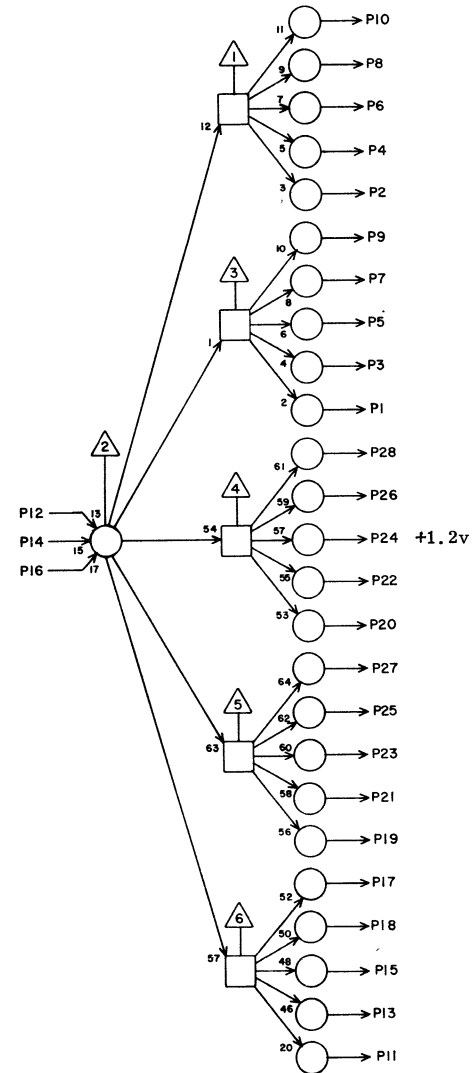 11 P10
1
9 P8
7 P6
12
5 P4
3 P2
10 P9
3
8 P7
6 P5
1
4 P3
2 P1
2
61 P28
4
59 P26
P12 13
54 57 P24 +1.2v
P14 15
P16 17
55 P22
53 P20
64 P27
5
62 P25
63 60 P23
58 P21
56 P19
52 P17
6
50 P18
57
48 P15
46 P13
20 P11